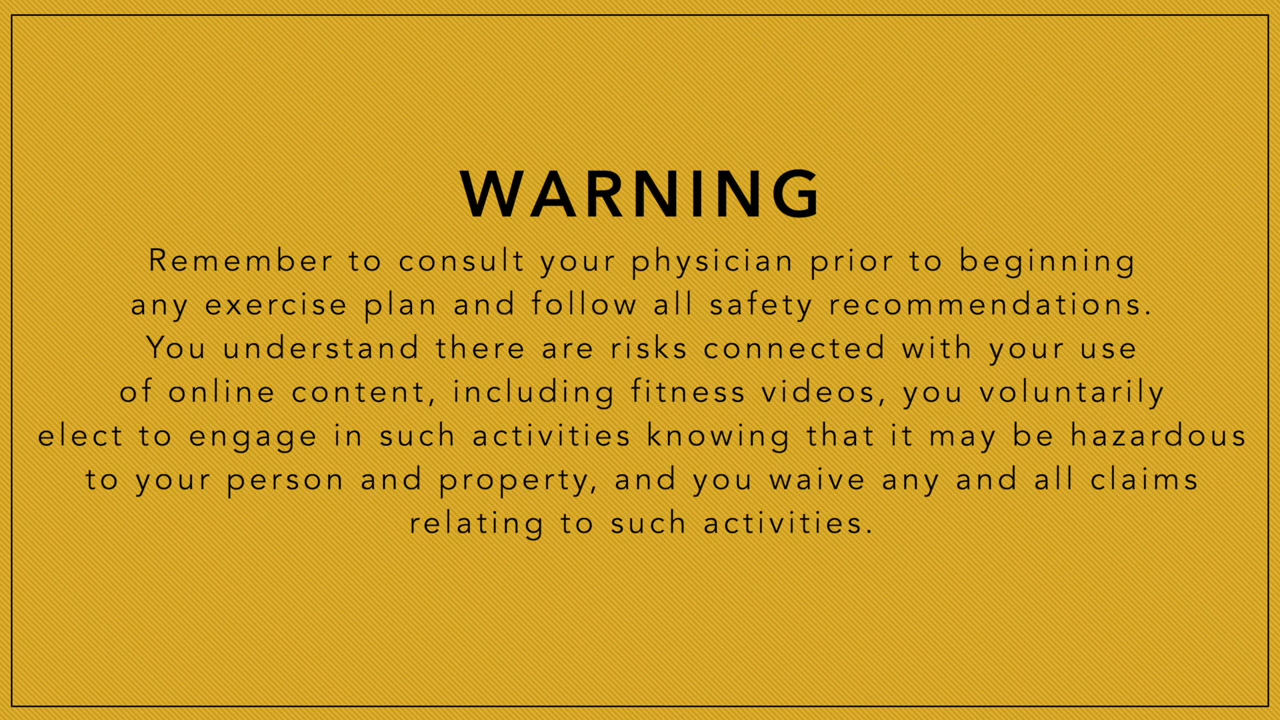 WARNING
Remember to consult your physician prior to beginning
any exercise plan and follow all safety recommendations.
You understand there are risks connected with your use
of online content, including fitness videos, you voluntarily
elect to engage in such activities knowing that it may be hazardous
to your person and property, and you waive any and all claims
relating to such activities.